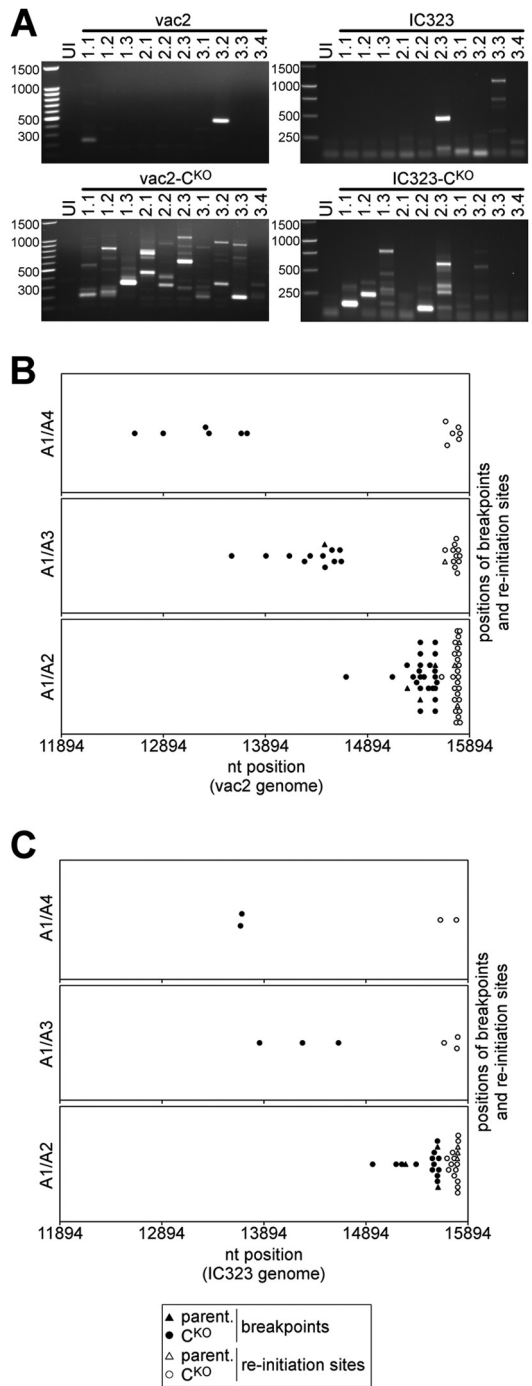 A
vac2
IC323
UI 1.1 1.2 1.3 2.1 2.2 2.3 3.1 3.2 3.3 3.4
UI 1.1 1.2 1.3 2.1 2.2 2.3 3.1 3.2 3.3 3.4
1500
1000
500
300
1500
1000
500
250
vac2-CKO
IC323-CKO
UI 1.1 1.2 1.3 2.1 2.2 2.3 3.1 3.2 3.3 3.4
UI 1.1 1.2 1.3 2.1 2.2 2.3 3.1 3.2 3.3 3.4
1500
1000
500
300
1500
1000
500
250
B
A1/A4
A1/A3
A1/A2
positions of breakpoints
and re-initiation sites
11894 12894 13894 14894 15894
nt position
(vac2 genome)
C
A1/A4
A1/A3
A1/A2
positions of breakpoints
and re-initiation sites
11894 12894 13894 14894 15894
nt position
(IC323 genome)
parent.
CKO
breakpoints
parent.
CKO
re-initiation sites